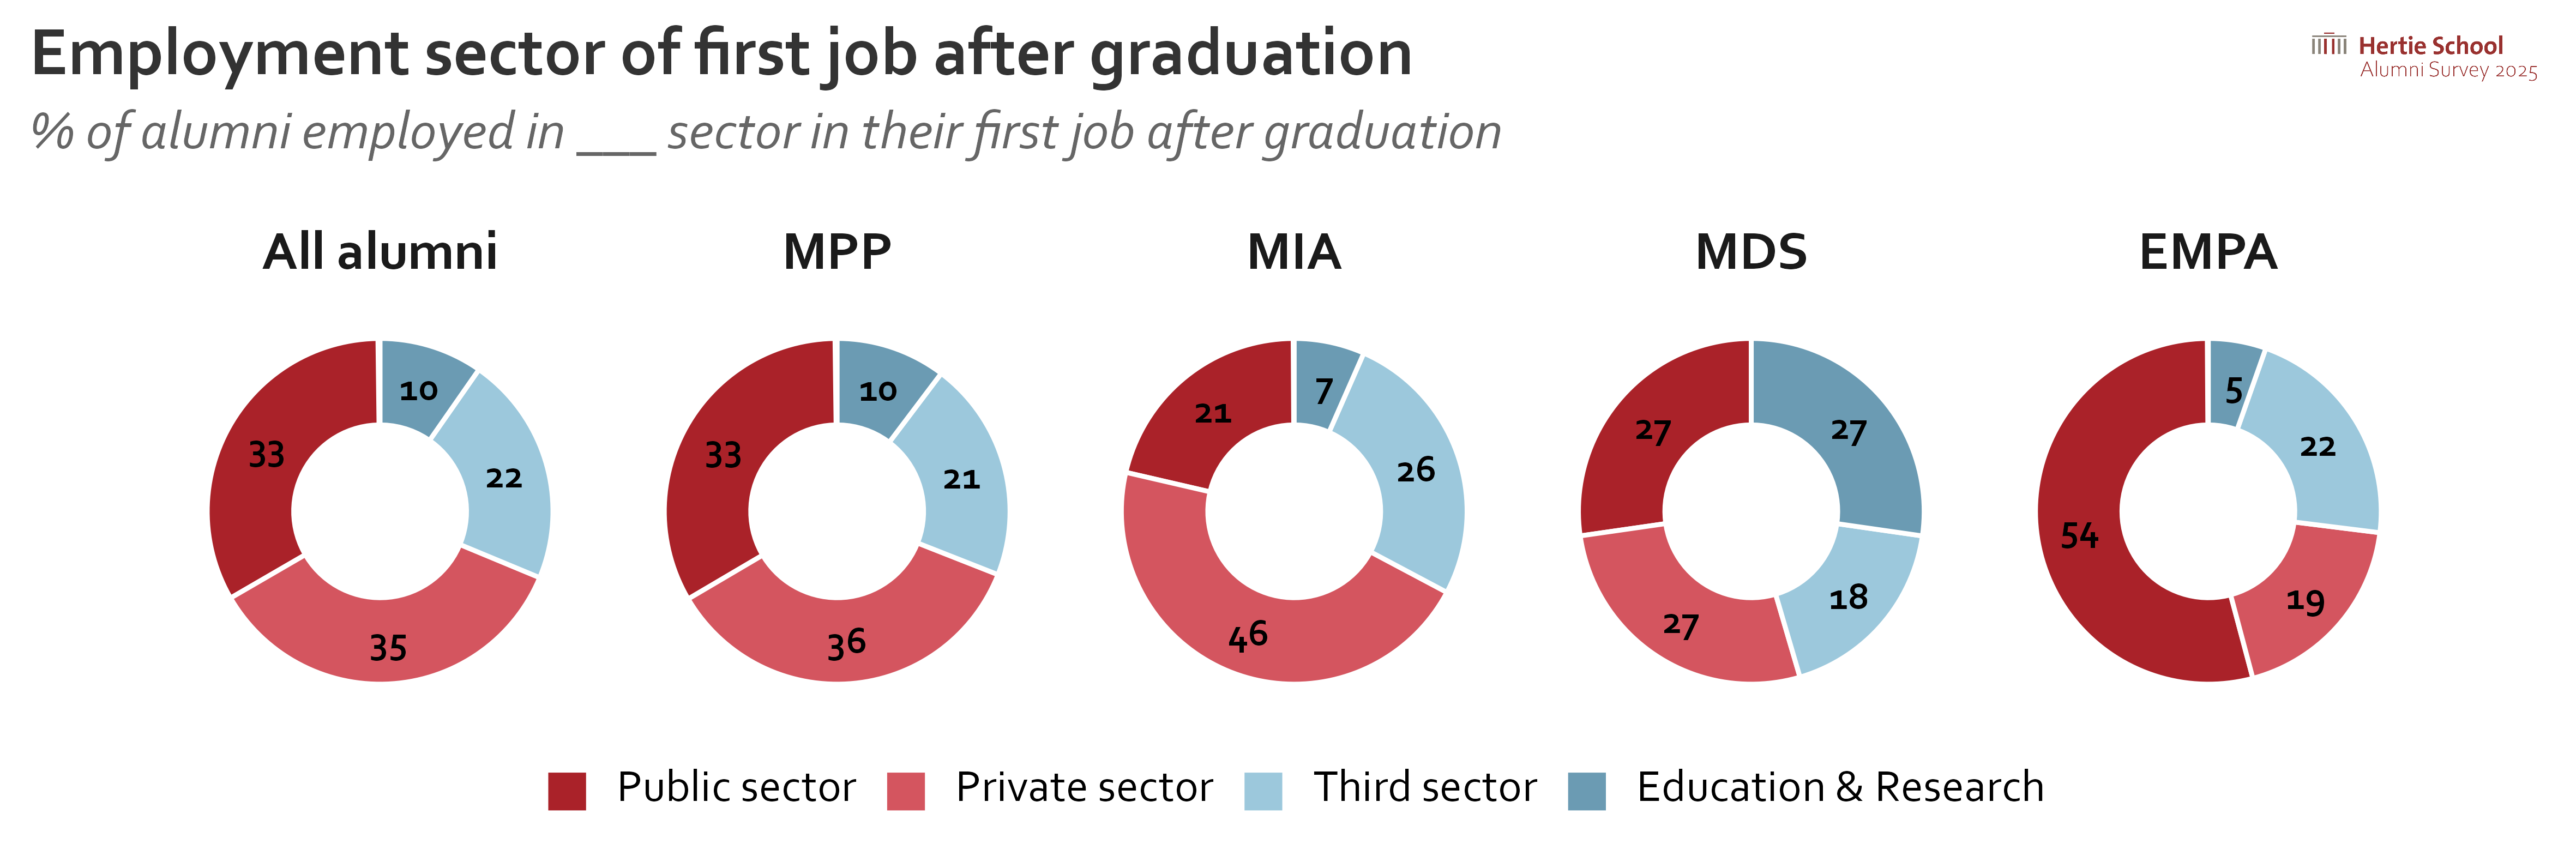 Employment sector of first job after graduation
Hertie School
Alumni Survey 2025
% of alumni employed in ___ sector in their first job after graduation
All alumni
10
22
35
33
MPP
10
21
36
33
MIA
7
26
46
21
MDS
27
18
27
27
EMPA
5
22
19
54
Public sector
Private sector
Third sector
Education & Research